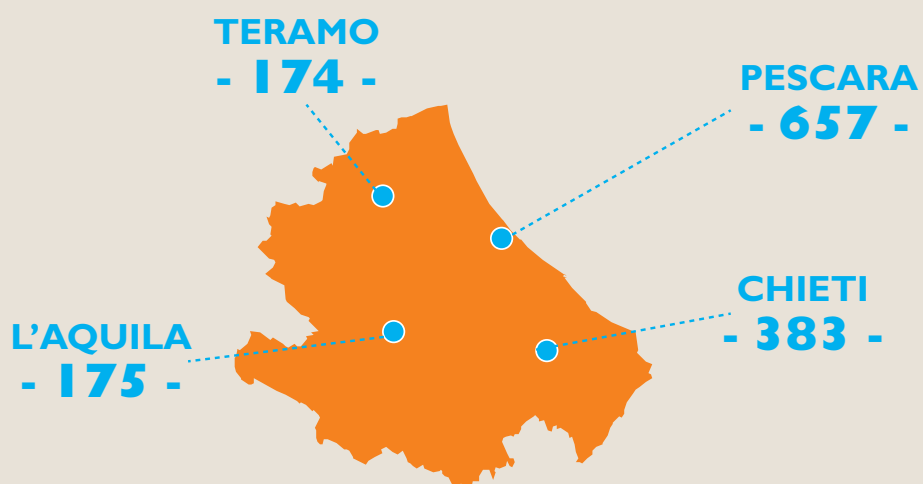 TERAMO
- 174 -
PESCARA
- 657 -
CHIETI
- 383 -
L’AQUILA
- 175 -